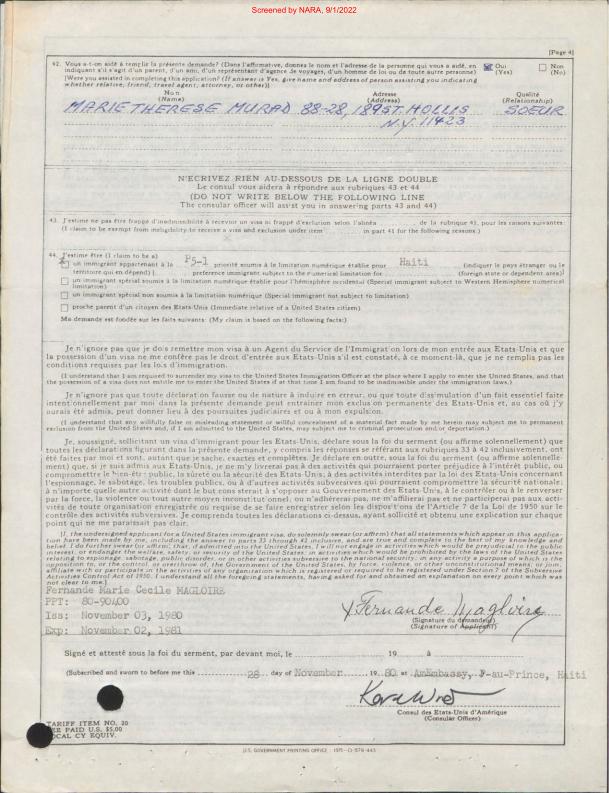 Screened by NARA, 9/1/2022
[Page 4]
42. Vous a-t-on aidé à remplir la présente demande? (Dans l'affirmative, donnez le nom et l'adresse de la personne qui vous a aidé, en
indiquant s'il s'agit d'un parent, d'un ami, d'un représentant d'agence de voyages, d'un homme de loi ou de toute autre personne)
Oui (Yes) Non (No)
[Were you assisted in completing this application? (If answer is Yes, give name and address of person assisting you indicating
whether relative, friend, travel agent, attorney, or other)]
Nom (Name) Adresse (Address) Qualité (Relationship)
MARIE THERESE MURAD 88-28, 189 ST. HOLLIS SOEUR
N.Y. 11423
N'ECRIVEZ RIEN AU-DESSOUS DE LA LIGNE DOUBLE
Le consul vous aidera à répondre aux rubriques 43 et 44
(DO NOT WRITE BELOW THE FOLLOWING LINE
The consular officer will assist you in answering parts 43 and 44)
43. J'estime ne pas être frappé d'inadmissibilité à recevoir un visa ni frappé d'exclusion selon l'alinéa de la rubrique 41, pour les raisons suivantes:
(I claim to be exempt from ineligibility to receive a visa and exclusion under item in part 41 for the following reasons.)
44. J'estime être (I claim to be a)
x un immigrant appartenant à la P5-1 priorité soumis à la limitation numérique établie pour Haiti (indiquer le pays étranger ou le
territoire qui en dépend) ( preference immigrant subject to the numerical limitation for (foreign state or dependent area))
un immigrant spécial soumis à la limitation numérique établie pour l'hémisphère occidental (Special immigrant subject to Western Hemisphere numerical
limitation)
un immigrant spécial non soumis à la limitation numérique (Special immigrant not subject to limitation)
proche parent d'un citoyen des Etats-Unis (Immediate relative of a United States citizen)
Ma demande est fondée sur les faits suivants: (My claim is based on the following facts:)
Je n'ignore pas que je dois remettre mon visa à un Agent du Service de l'Immigration lors de mon entrée aux Etats-Unis et que
la possession d'un visa ne me confère pas le droit d'entrée aux Etats-Unis s'il est constaté, à ce moment-là, que je ne remplis pas les
conditions requises par les lois d'immigration.
(I understand that I am required to surrender my visa to the United States Immigration Officer at the place where I apply to enter the United States, and that
the possession of a visa does not entitle me to enter the United States if at that time I am found to be inadmissible under the immigration laws.)
Je n'ignore pas que toute déclaration fausse ou de nature à induire en erreur, ou que toute dissimulation d'un fait essentiel faite
intentionnellement par moi dans la présente demande peut entraîner mon exclusion permanente des Etats-Unis et, au cas où j'y
aurais été admis, peut donner lieu à des poursuites judiciaires et ou à mon expulsion.
(I understand that any willfully false or misleading statement or willful concealment of a material fact made by me herein may subject me to permanent
exclusion from the United States and, if I am admitted to the United States, may subject me to criminal prosecution and/or deportation.)
Je, soussigné, sollicitant un visa d'immigrant pour les Etats-Unis, déclare sous la foi du serment (ou affirme solennellement) que
toutes les déclarations figurant dans la présente demande, y compris les réponses se référant aux rubriques 33 à 42 inclusivement, ont
été faites par moi et sont, autant que je sache, exactes et complètes. Je déclare en outre, sous la foi du serment (ou affirme solennelle-
ment) que, si je suis admis aux Etats-Unis, je ne m'y livrerai pas à des activités qui pourraient porter préjudice à l'intérêt public, ou
compromettre le bien-être public, la sûreté ou la sécurité des Etats-Unis, à des activités interdites par la loi des Etats-Unis concernant
l'espionnage, le sabotage, les troubles publics, ou à d'autres activités subversives qui pourraient compromettre la sécurité nationale,
à n'importe quelle autre activité dont le but consisterait à s'opposer au Gouvernement des Etats-Unis, à le contrôler ou à le renverser
par la force, la violence ou tout autre moyen inconstitutionnel, ou n'adhérerai pas, ne m'affilierai pas et ne participerai pas aux acti-
vités de toute organisation enregistrée ou requise de se faire enregistrer selon les dispositions de l'Article 7 de la Loi de 1950 sur le
contrôle des activités subversives. Je comprends toutes les déclarations ci-dessus, ayant sollicité et obtenu une explication sur chaque
point qui ne me paraissait pas clair.
[I, the undersigned applicant for a United States immigrant visa, do solemnly swear (or affirm) that all statements which appear in this applica-
tion have been made by me, including the answers to parts 33 through 42 inclusive, and are true and complete to the best of my knowledge and
belief. I do further swear (or affirm) that, if admitted into the United States, I will not engage in activities which would be prejudicial to the public
interest, or endanger the welfare, safety, or security of the United States; in activities which would be prohibited by the laws of the United States
relating to espionage, sabotage, public disorder, or in other activities subversive to the national security; in any activity a purpose of which is the
opposition to, or the control, or overthrow of, the Government of the United States, by force, violence, or other unconstitutional means; or join,
affiliate with or participate in the activities of any organization which is registered or required to be registered under Section 7 of the Subversive
Activities Control Act of 1950. I understand all the foregoing statements, having asked for and obtained an explanation on every point which was
not clear to me.]
Fernande Marie Cecile MAGLOIRE
PPT: 80-90400
Iss: November 03, 1980
Exp: November 02, 1981
X Fernande Magloire
(Signature du demandeur)
(Signature of Applicant)
Signé et attesté sous la foi du serment, par devant moi, le 19 à
(Subscribed and sworn to before me this 28 day of November 19 80 at AmEmbassy, P-au-Prince, Haiti
Consul des Etats-Unis d'Amérique
(Consular Officer)
TARIFF ITEM NO. 20
FEE PAID U.S. $5.00
LOCAL CY EQUIV.
U.S. GOVERNMENT PRINTING OFFICE : 1975-O-579-443